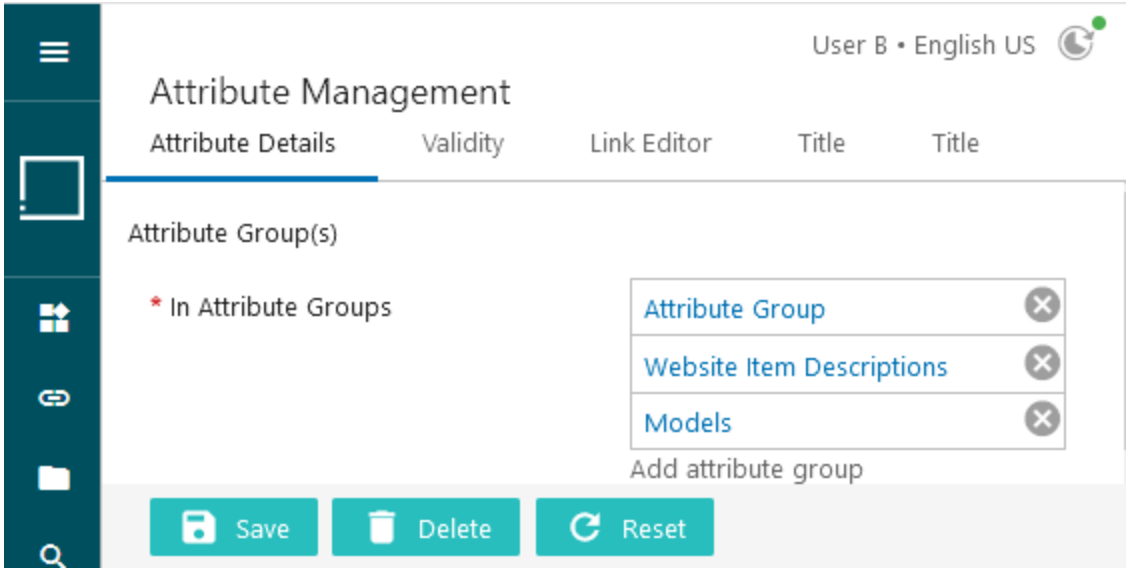 User B • English US
Attribute Management
Attribute Details Validity Link Editor Title Title
Attribute Group(s)
* In Attribute Groups
Attribute Group
Website Item Descriptions
Models
Add attribute group
Save Delete Reset